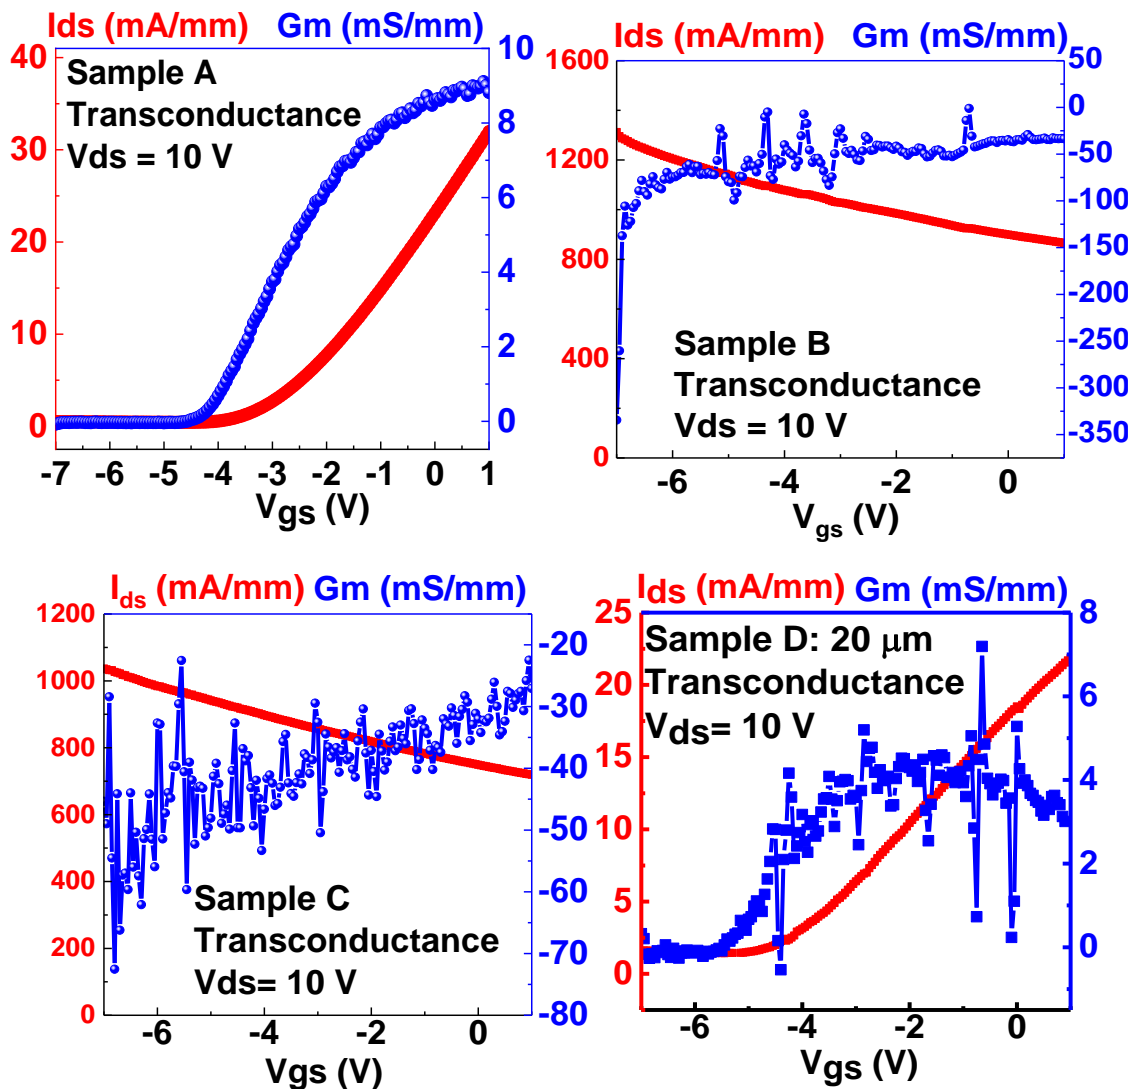 Ids (mA/mm) Gm (mS/mm)
Sample A
Transconductance
Vds = 10 V
40
30
20
10
0
10
8
6
4
2
0
-7 -6 -5 -4 -3 -2 -1 0 1
Vgs (V)
Ids (mA/mm) Gm (mS/mm)
1600
1200
800
400
0
50
0
-50
-100
-150
-200
-250
-300
-350
Sample B
Transconductance
Vds = 10 V
-6 -4 -2 0
Vgs (V)
Ids (mA/mm) Gm (mS/mm)
1200
1000
800
600
400
200
0
-20
-30
-40
-50
-60
-70
-80
Sample C
Transconductance
Vds= 10 V
-6 -4 -2 0
Vgs (V)
Ids (mA/mm) Gm (mS/mm)
Sample D: 20 μm
Transconductance
Vds= 10 V
25
22
20
18
15
12
10
8
5
2
0
8
6
4
2
0
-6 -4 -2 0
Vgs (V)